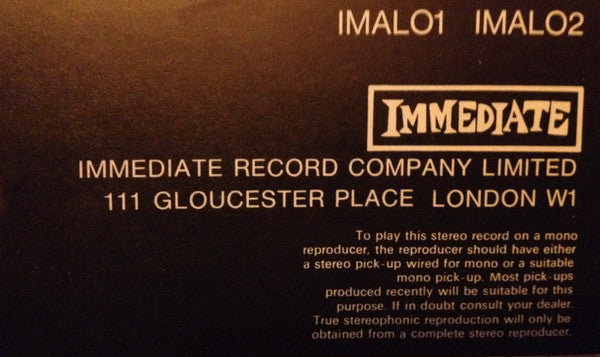 IMALO1 IMALO2
IMMEDIATE
IMMEDIATE RECORD COMPANY LIMITED
111 GLOUCESTER PLACE LONDON W1
To play this stereo record on a mono
reproducer, the reproducer should have either
a stereo pick-up wired for mono or a suitable
mono pick-up. Most pick-ups
produced recently will be suitable for this
purpose. If in doubt consult your dealer.
True stereophonic reproduction will only be
obtained from a complete stereo reproducer.